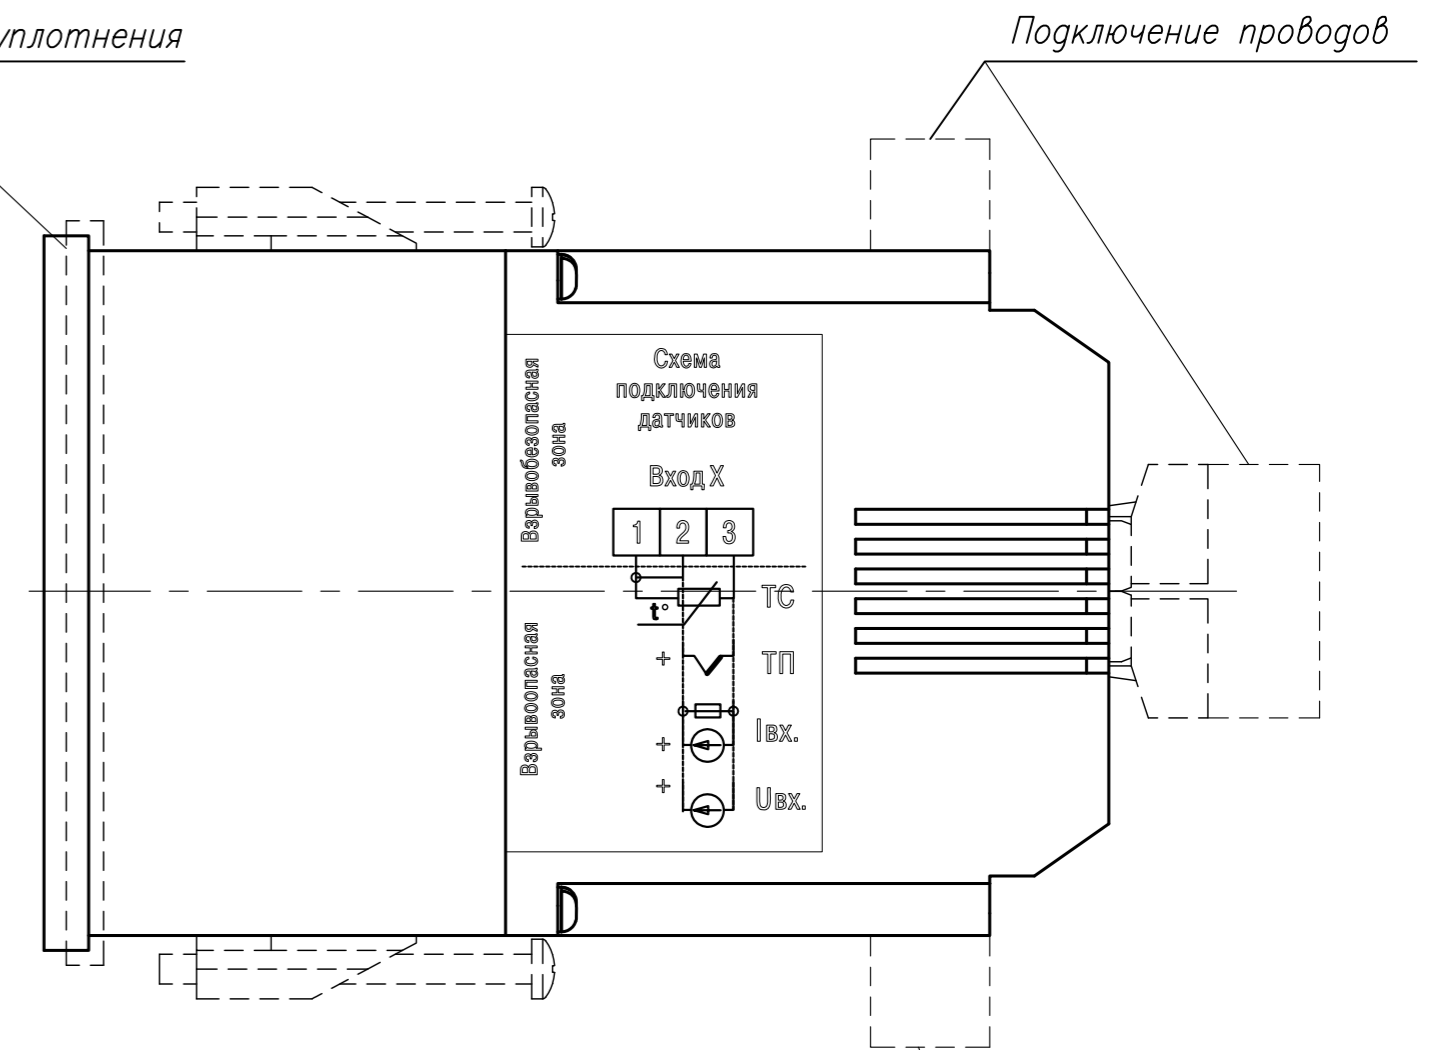 уплотнения
Подключение проводов
Взрывобезопасная
зона
Схема
подключения
датчиков
Вход X
1 2 3
t°
ТС
Взрывоопасная
зона
+
ТП
+
Iвх.
+
Uвх.